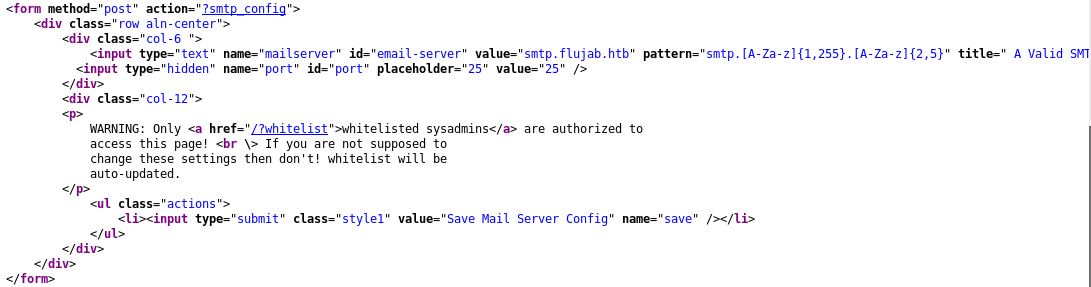 <form method="post" action="?smtp_config">
<div class="row aln-center">
<div class="col-6 ">
<input type="text" name="mailserver" id="email-server" value="smtp.flujab.htb" pattern="smtp.[A-Za-z]{1,255}.[A-Za-z]{2,5}" title=" A Valid SMT
<input type="hidden" name="port" id="port" placeholder="25" value="25" />
</div>
<div class="col-12">
<p>
WARNING: Only <a href="/?whitelist">whitelisted sysadmins</a> are authorized to
access this page! <br \> If you are not supposed to
change these settings then don't! whitelist will be
auto-updated.
</p>
<ul class="actions">
<li><input type="submit" class="style1" value="Save Mail Server Config" name="save" /></li>
</ul>
</div>
</div>
</form>